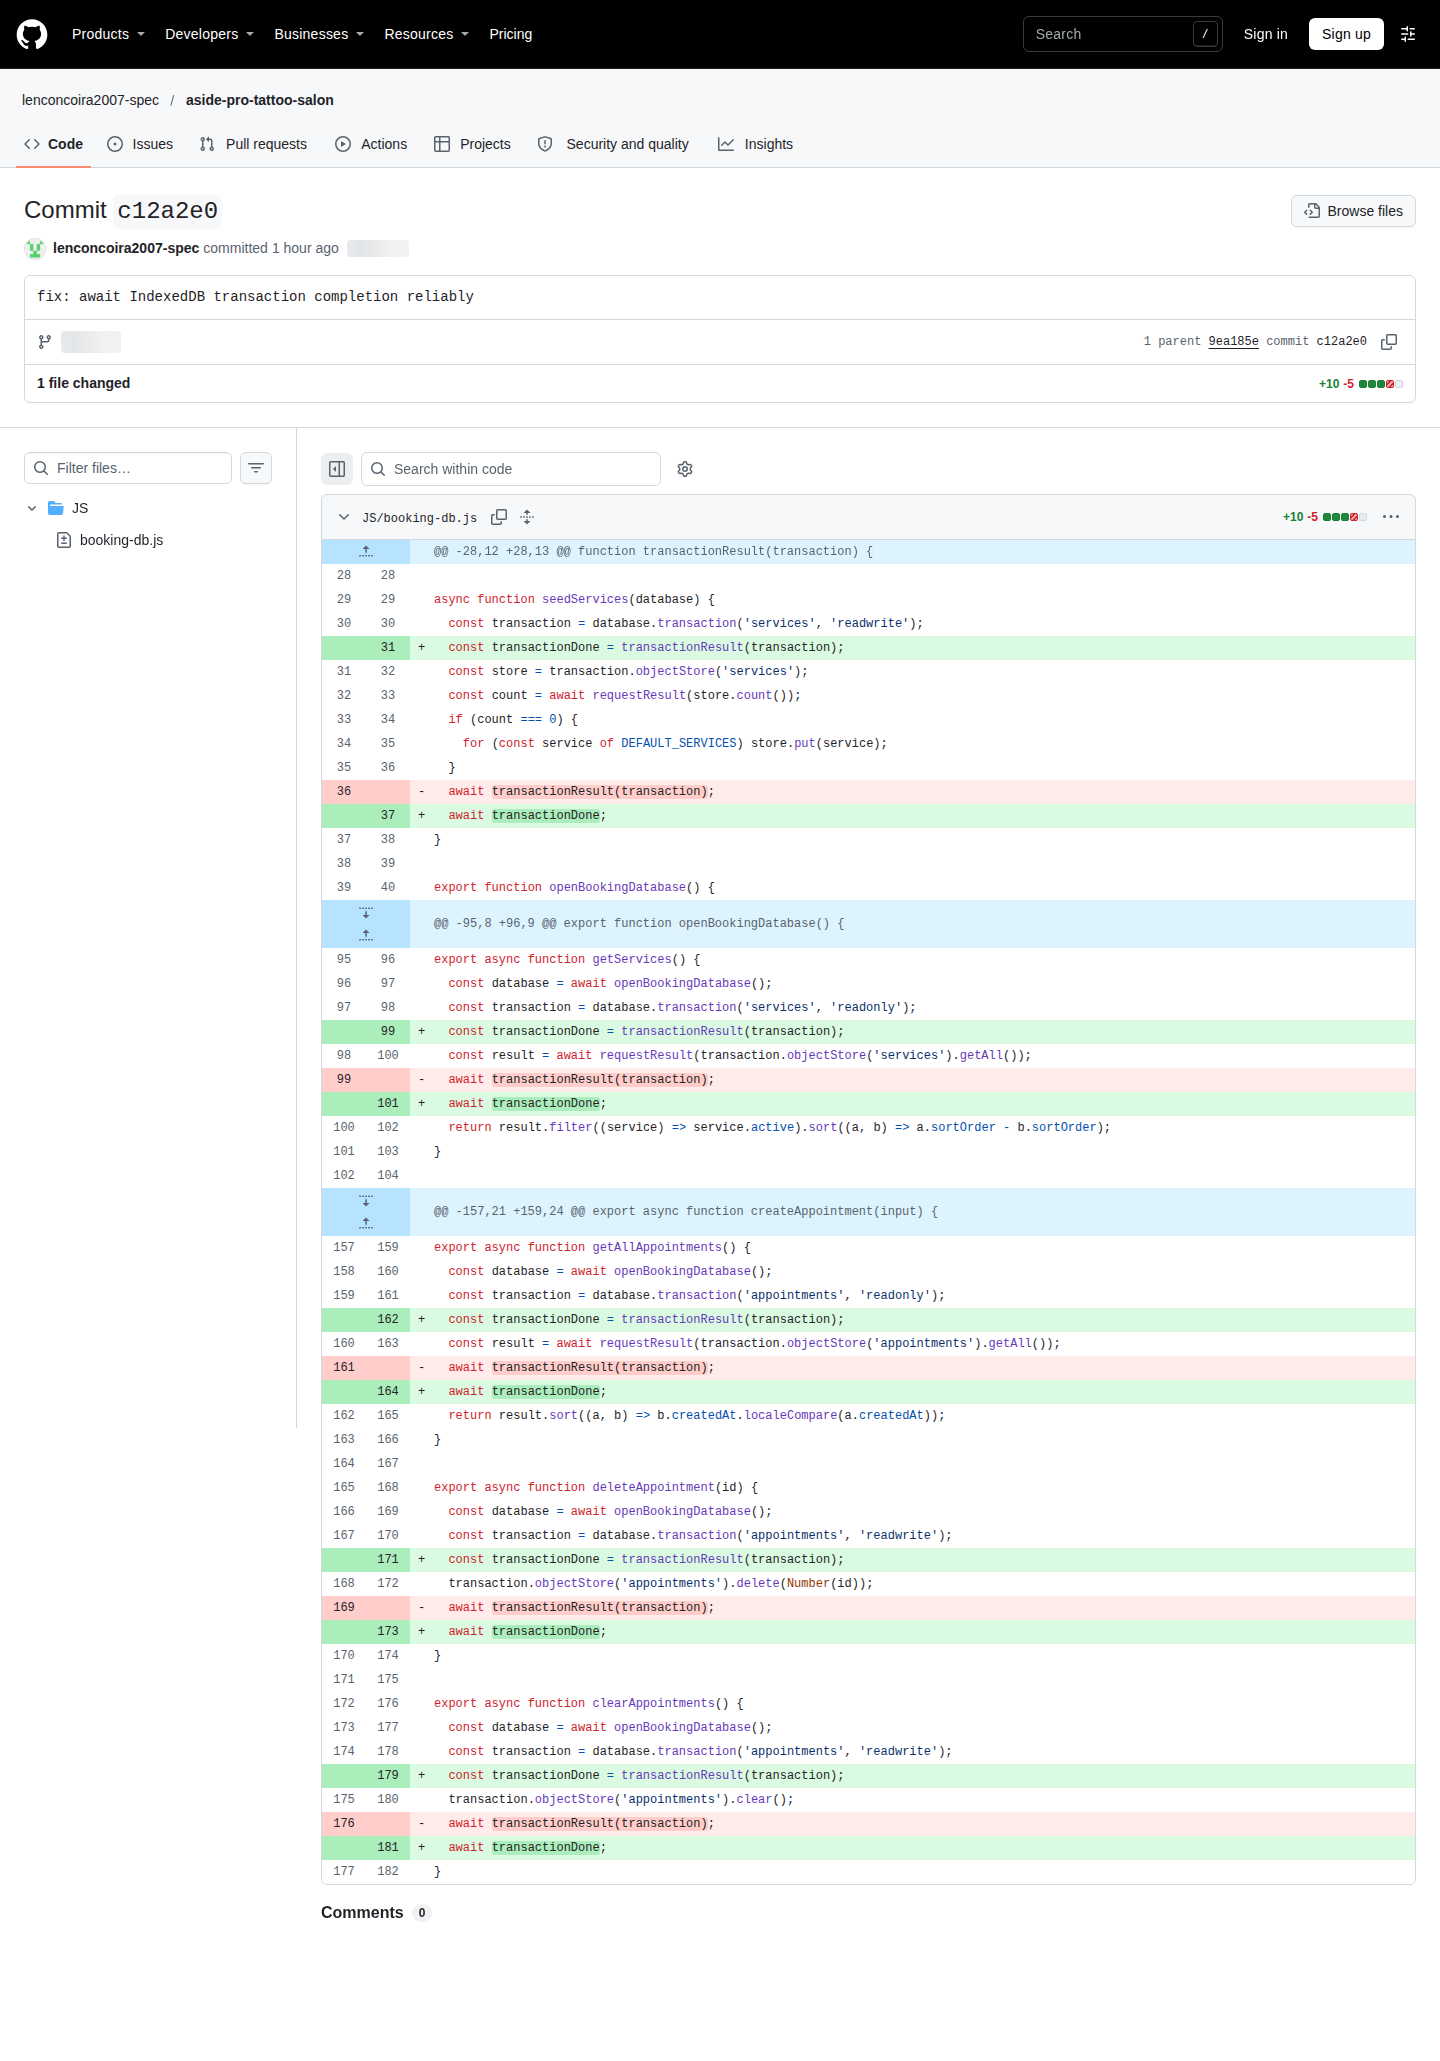 Products Developers Businesses Resources Pricing Search / Sign in Sign up
lenconcoira2007-spec / aside-pro-tattoo-salon
Code Issues Pull requests Actions Projects Security and quality Insights
Commit c12a2e0 Browse files
lenconcoira2007-spec committed 1 hour ago
fix: await IndexedDB transaction completion reliably
1 parent 9ea185e commit c12a2e0
1 file changed +10 -5
Filter files… Search within code
JS
booking-db.js
JS/booking-db.js +10 -5
@@ -28,12 +28,13 @@ function transactionResult(transaction) {
28 28
29 29 async function seedServices(database) {
30 30 const transaction = database.transaction('services', 'readwrite');
31 + const transactionDone = transactionResult(transaction);
31 32 const store = transaction.objectStore('services');
32 33 const count = await requestResult(store.count());
33 34 if (count === 0) {
34 35 for (const service of DEFAULT_SERVICES) store.put(service);
35 36 }
36 - await transactionResult(transaction);
37 + await transactionDone;
37 38 }
38 39
39 40 export function openBookingDatabase() {
@@ -95,8 +96,9 @@ export function openBookingDatabase() {
95 96 export async function getServices() {
96 97 const database = await openBookingDatabase();
97 98 const transaction = database.transaction('services', 'readonly');
99 + const transactionDone = transactionResult(transaction);
98 100 const result = await requestResult(transaction.objectStore('services').getAll());
99 - await transactionResult(transaction);
101 + await transactionDone;
100 102 return result.filter((service) => service.active).sort((a, b) => a.sortOrder - b.sortOrder);
101 103 }
102 104
@@ -157,21 +159,24 @@ export async function createAppointment(input) {
157 159 export async function getAllAppointments() {
158 160 const database = await openBookingDatabase();
159 161 const transaction = database.transaction('appointments', 'readonly');
162 + const transactionDone = transactionResult(transaction);
160 163 const result = await requestResult(transaction.objectStore('appointments').getAll());
161 - await transactionResult(transaction);
164 + await transactionDone;
162 165 return result.sort((a, b) => b.createdAt.localeCompare(a.createdAt));
163 166 }
164 167
165 168 export async function deleteAppointment(id) {
166 169 const database = await openBookingDatabase();
167 170 const transaction = database.transaction('appointments', 'readwrite');
171 + const transactionDone = transactionResult(transaction);
168 172 transaction.objectStore('appointments').delete(Number(id));
169 - await transactionResult(transaction);
173 + await transactionDone;
170 174 }
171 175
172 176 export async function clearAppointments() {
173 177 const database = await openBookingDatabase();
174 178 const transaction = database.transaction('appointments', 'readwrite');
179 + const transactionDone = transactionResult(transaction);
175 180 transaction.objectStore('appointments').clear();
176 - await transactionResult(transaction);
181 + await transactionDone;
177 182 }
Comments 0